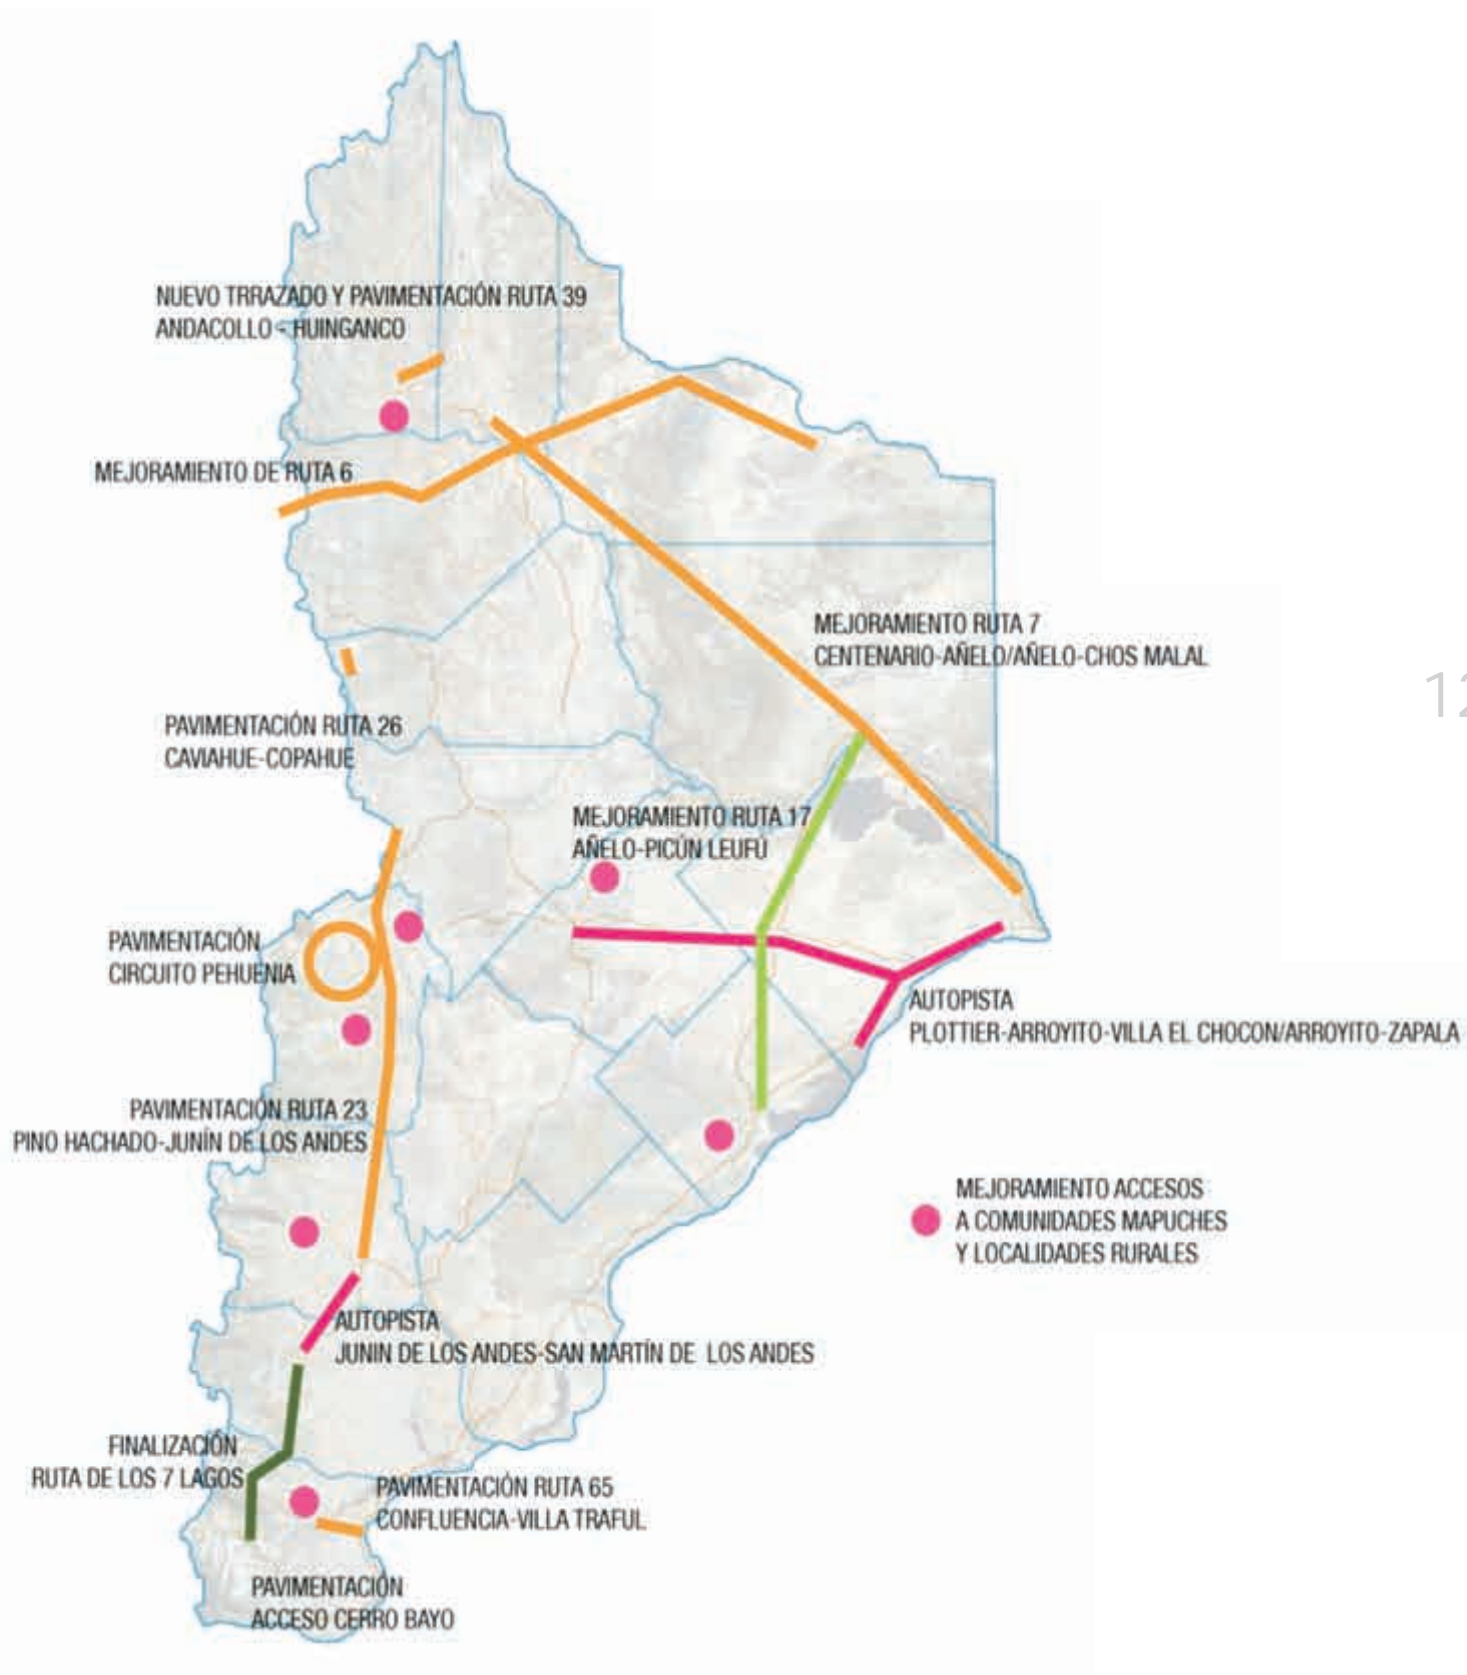 NUEVO TRRAZADO Y PAVIMENTACIÓN RUTA 39
ANDACOLLO - HUINGANCO
MEJORAMIENTO DE RUTA 6
MEJORAMIENTO RUTA 7
CENTENARIO-AÑELO/AÑELO-CHOS MALAL
12
PAVIMENTACIÓN RUTA 26
CAVIAHUE-COPAHUE
MEJORAMIENTO RUTA 17
AÑELO-PICÚN LEUFÚ
PAVIMENTACIÓN
CIRCUITO PEHUENIA
AUTOPISTA
PLOTTIER-ARROYITO-VILLA EL CHOCON/ARROYITO-ZAPALA
PAVIMENTACIÓN RUTA 23
PINO HACHADO-JUNÍN DE LOS ANDES
MEJORAMIENTO ACCESOS
A COMUNIDADES MAPUCHES
Y LOCALIDADES RURALES
AUTOPISTA
JUNIN DE LOS ANDES-SAN MARTÍN DE LOS ANDES
FINALIZACIÓN
RUTA DE LOS 7 LAGOS
PAVIMENTACIÓN RUTA 65
CONFLUENCIA-VILLA TRAFUL
PAVIMENTACIÓN
ACCESO CERRO BAYO